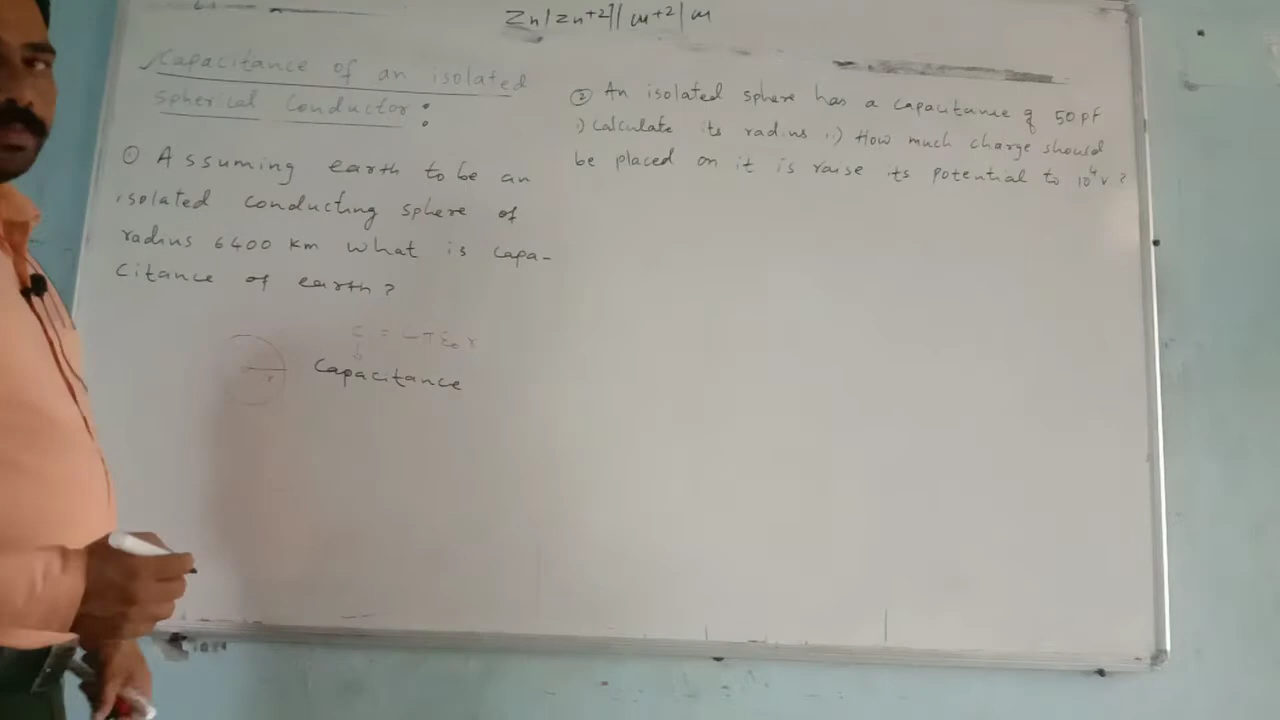 Zn|Zn+2||cu+2|cu
Capacitance of an isolated
spherical Conductor:
① Assuming earth to be an
isolated conducting sphere of
radius 6400 km what is capa-
citance of earth?
C = 4πε₀r
Capacitance
r
② An isolated sphere has a capacitance of 50pf
i) Calculate its radius ii) How much charge should
be placed on it is raise its potential to 10⁴v?